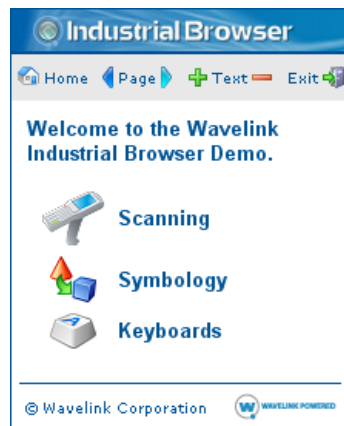 Industrial Browser
Home Page Text Exit
Welcome to the Wavelink
Industrial Browser Demo.
Scanning
Symbology
A
Keyboards
© Wavelink Corporation W WAVELINK POWERED